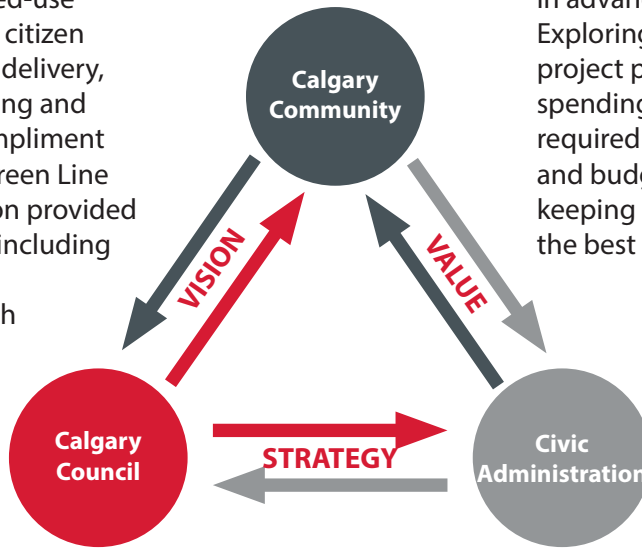 citizen
delivery,
ng and
mpliment
reen Line
on provided
including
h
Calgary
Community
In advan
Exploring
project p
spending
required
and budg
keeping
the best
VISION
VALUE
Calgary
Council
STRATEGY
Civic
Administration